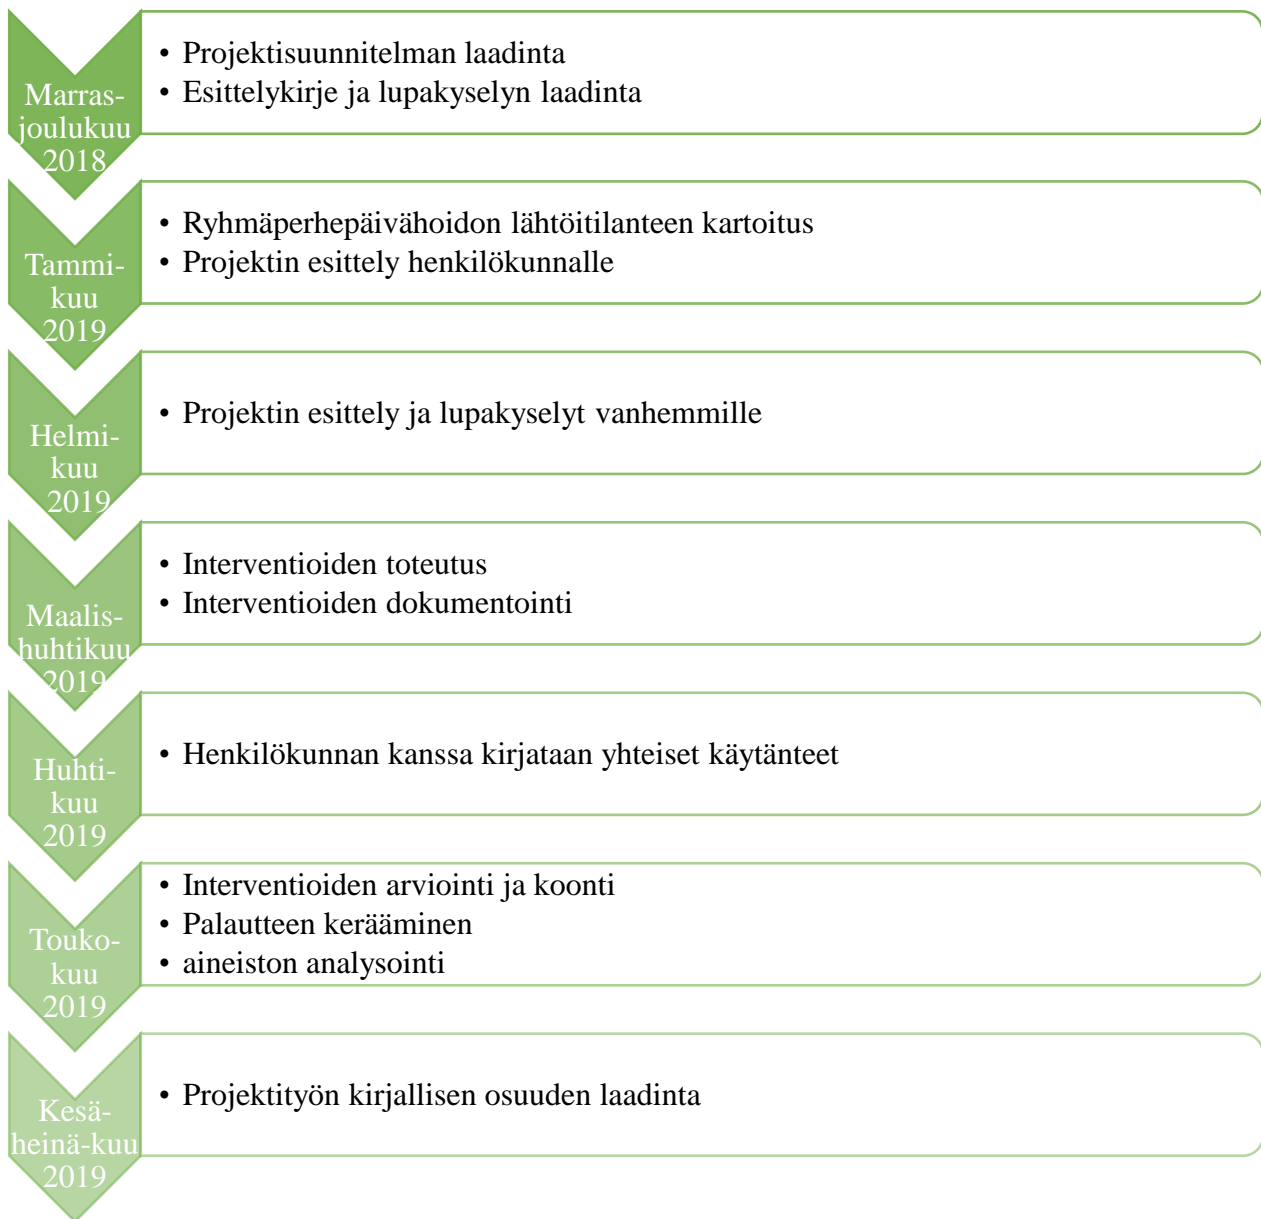 Marras-
joulukuu
2018
• Projektisuunnitelman laadinta
• Esittelykirje ja lupakyselyn laadinta
Tammi-
kuu
2019
• Ryhmäperhepäivähoidon lähtöitilanteen kartoitus
• Projektin esittely henkilökunnalle
Helmi-
kuu
2019
• Projektin esittely ja lupakyselyt vanhemmille
Maalis-
huhtikuu
2019
• Interventioiden toteutus
• Interventioiden dokumentointi
Huhti-
kuu
2019
• Henkilökunnan kanssa kirjataan yhteiset käytänteet
Touko-
kuu
2019
• Interventioiden arviointi ja koonti
• Palautteen kerääminen
• aineiston analysointi
Kesä-
heinä-kuu
2019
• Projektityön kirjallisen osuuden laadinta